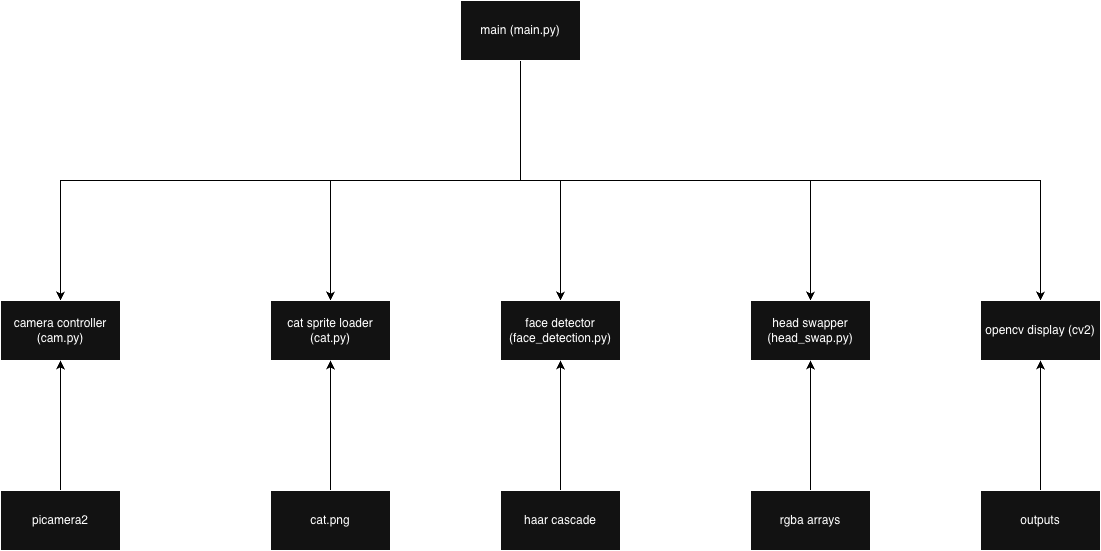 main (main.py)
camera controller
(cam.py)
cat sprite loader
(cat.py)
face detector
(face_detection.py)
head swapper
(head_swap.py)
opencv display (cv2)
picamera2
cat.png
haar cascade
rgba arrays
outputs